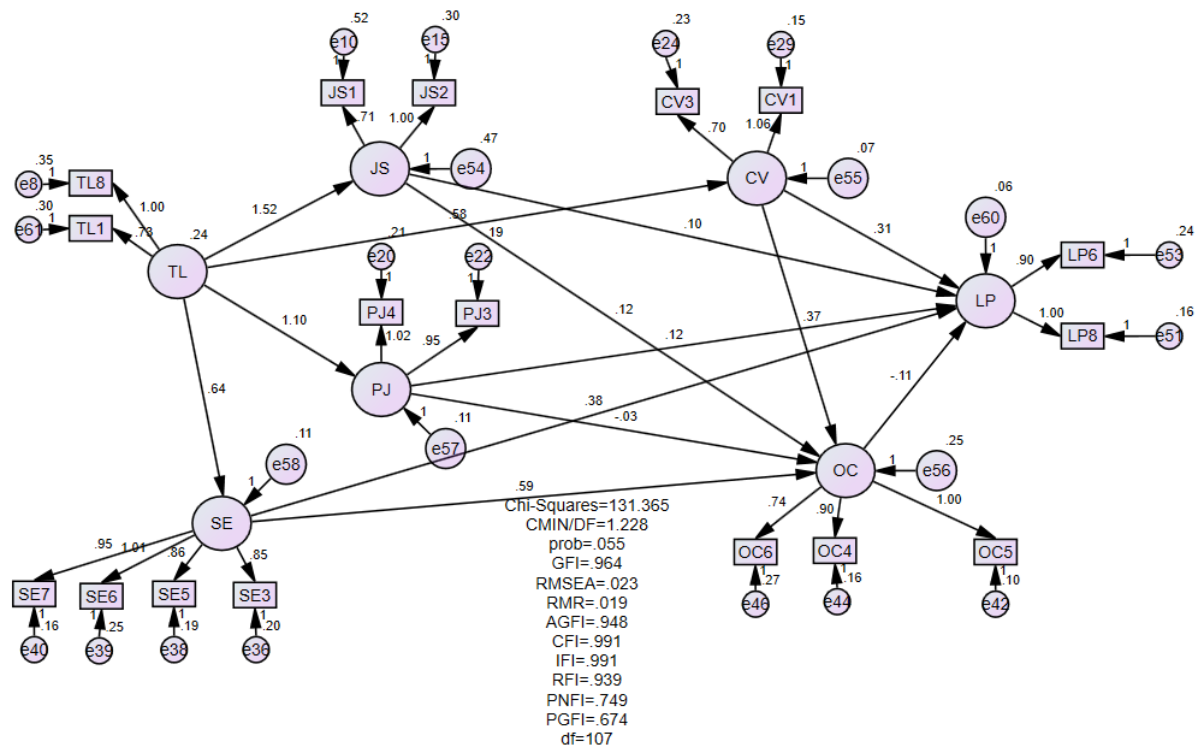 .52
.30
.23
.15
e10
e15
e24
e29
1
1
1
1
JS1
JS2
CV3
CV1
.71
1.00
.70
1.06
.47
.07
JS
1
e54
CV
1
e55
.35
e8
1
TL8
.30
e61
1
TL1
1.00
.73
.24
TL
1.52
.58
.10
.31
.06
e60
1
LP
.90
LP6
1
.24
e53
1.00
LP8
1
.16
e51
.21
.19
e20
e22
1
1
PJ4
PJ3
1.02
.95
1.10
PJ
1
.11
e57
.12
.12
.37
.38
-.03
-.11
.64
.11
e58
1
SE
.59
OC
1
.25
e56
.95
1.01
.86
.85
SE7
SE6
SE5
SE3
1
1
1
1
.16
.25
.19
.20
e40
e39
e38
e36
.74
.90
1.00
OC6
OC4
OC5
1
1
1
.27
.16
.10
e46
e44
e42
Chi-Squares=131.365
CMIN/DF=1.228
prob=.055
GFI=.964
RMSEA=.023
RMR=.019
AGFI=.948
CFI=.991
IFI=.991
RFI=.939
PNFI=.749
PGFI=.674
df=107